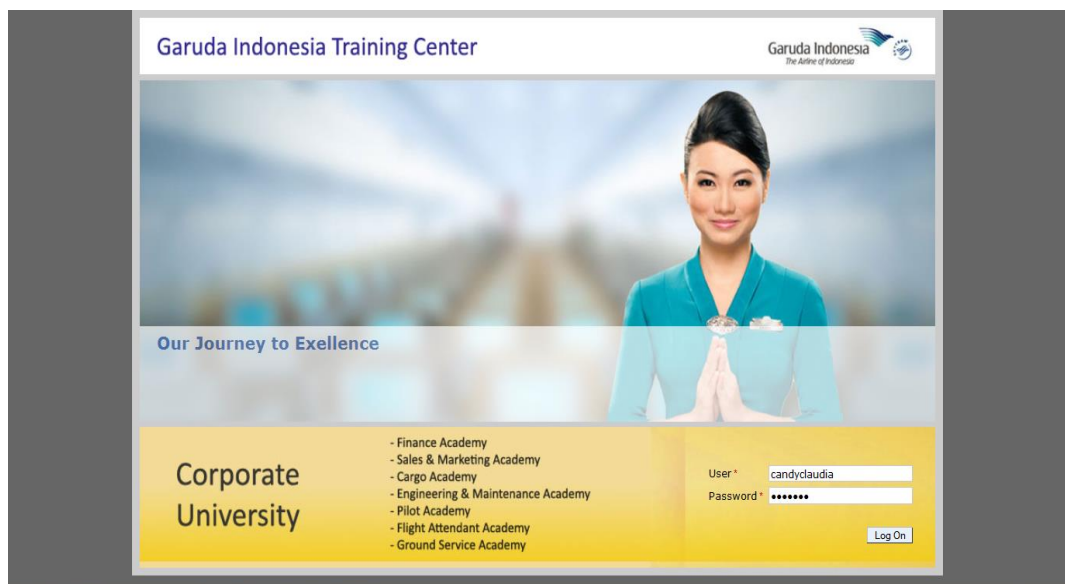 Garuda Indonesia Training Center
Garuda Indonesia
The Airline of Indonesia
Our Journey to Exellence
Corporate
University
- Finance Academy
- Sales & Marketing Academy
- Cargo Academy
- Engineering & Maintenance Academy
- Pilot Academy
- Flight Attendant Academy
- Ground Service Academy
User * candyclaudia
Password * •••••••
Log On